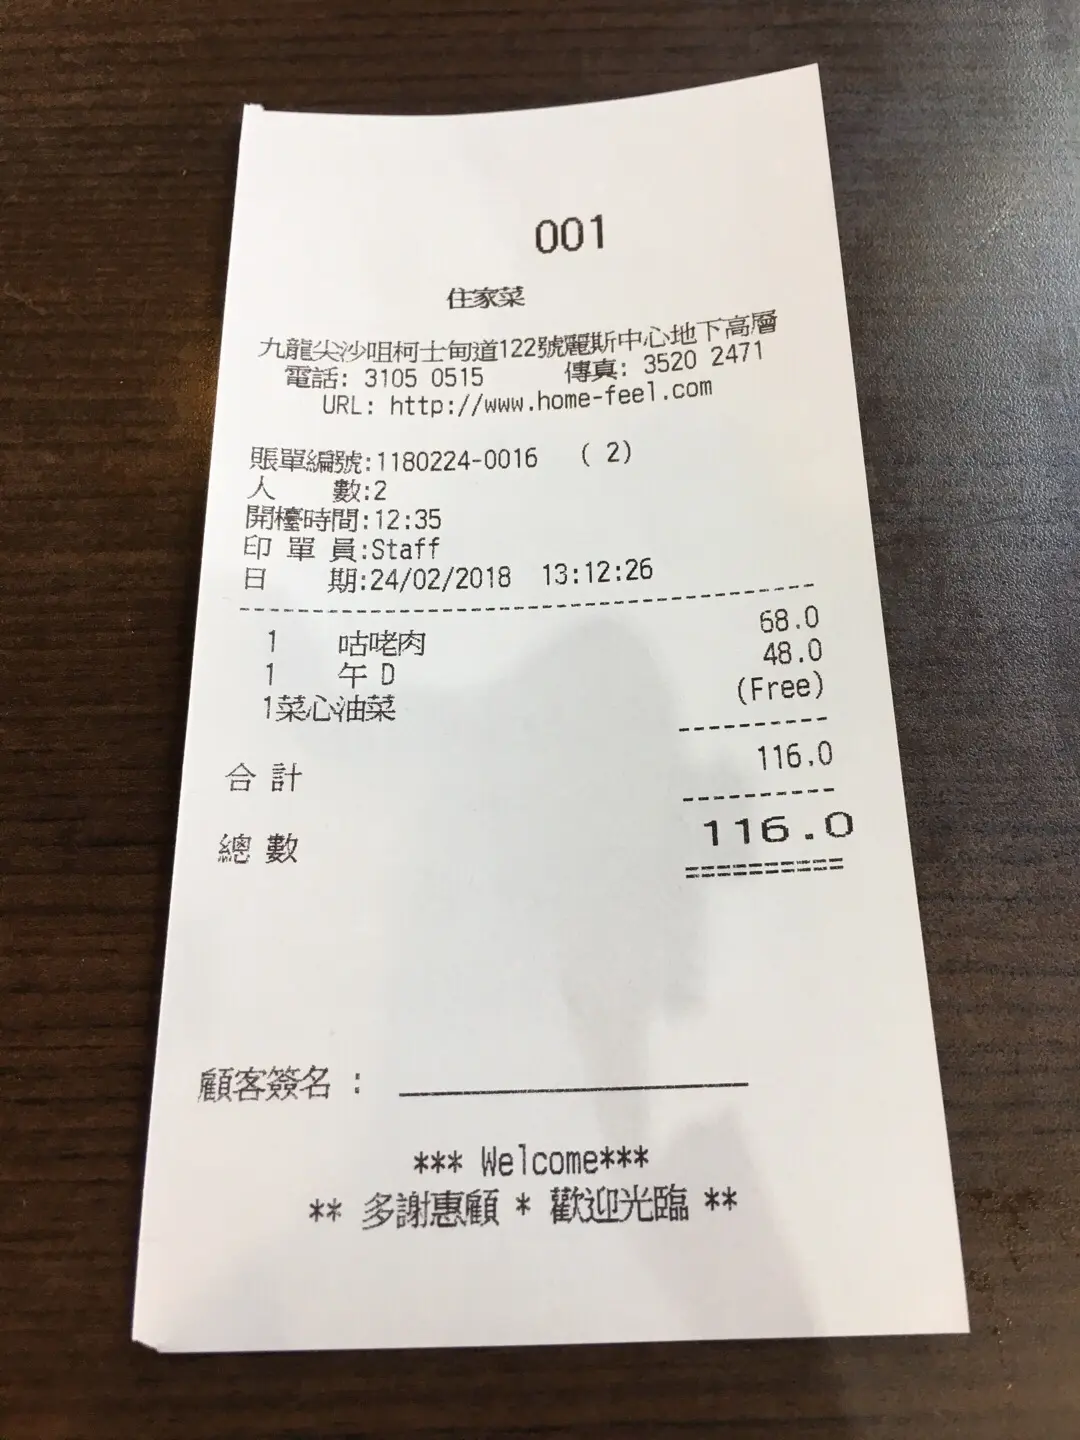 001
住家菜
九龍尖沙咀柯士甸道122號麗斯中心地下高層
電話: 3105 0515 傳真: 3520 2471
URL: http://www.home-feel.com
賬單編號:1180224-0016 ( 2)
人 數:2
開檯時間:12:35
印 單 員:Staff
日 期:24/02/2018 13:12:26
1 咕咾肉 68.0
1 午 D 48.0
1菜心油菜 (Free)
合 計 116.0
總 數 116.0
顧客簽名 :
*** Welcome***
** 多謝惠顧 * 歡迎光臨 **